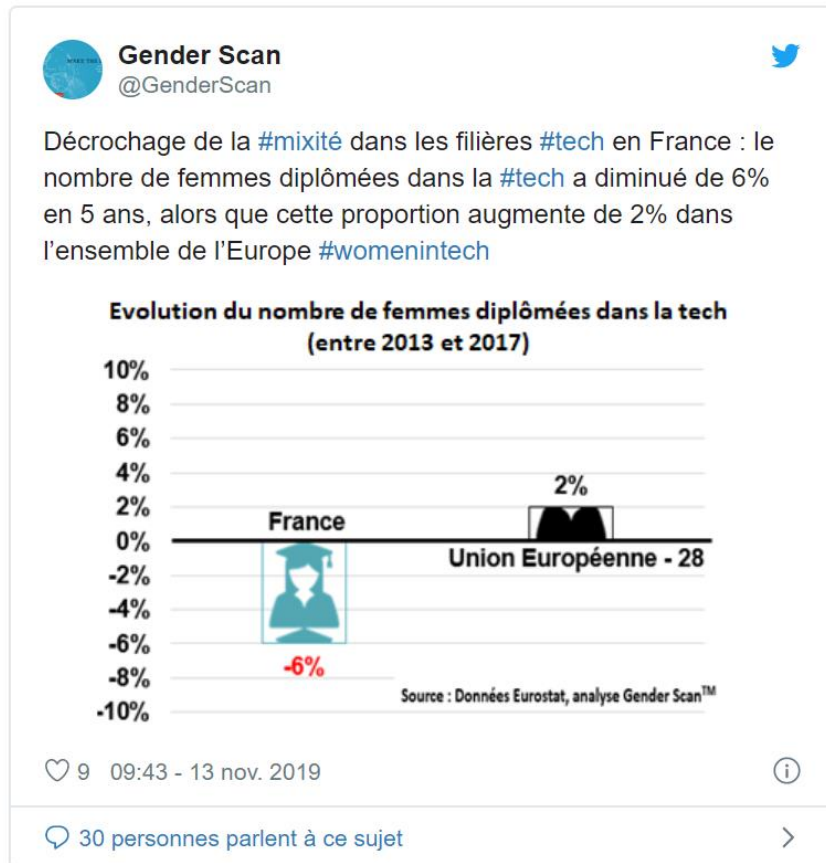 Gender Scan
@GenderScan
Décrochage de la #mixité dans les filières #tech en France : le
nombre de femmes diplômées dans la #tech a diminué de 6%
en 5 ans, alors que cette proportion augmente de 2% dans
l'ensemble de l'Europe #womenintech
Evolution du nombre de femmes diplômées dans la tech
(entre 2013 et 2017)
10%
8%
6%
4%
2%
0%
-2%
-4%
-6%
-8%
-10%
France
-6%
2%
Union Européenne - 28
Source : Données Eurostat, analyse Gender Scan™
9 09:43 - 13 nov. 2019
30 personnes parlent à ce sujet